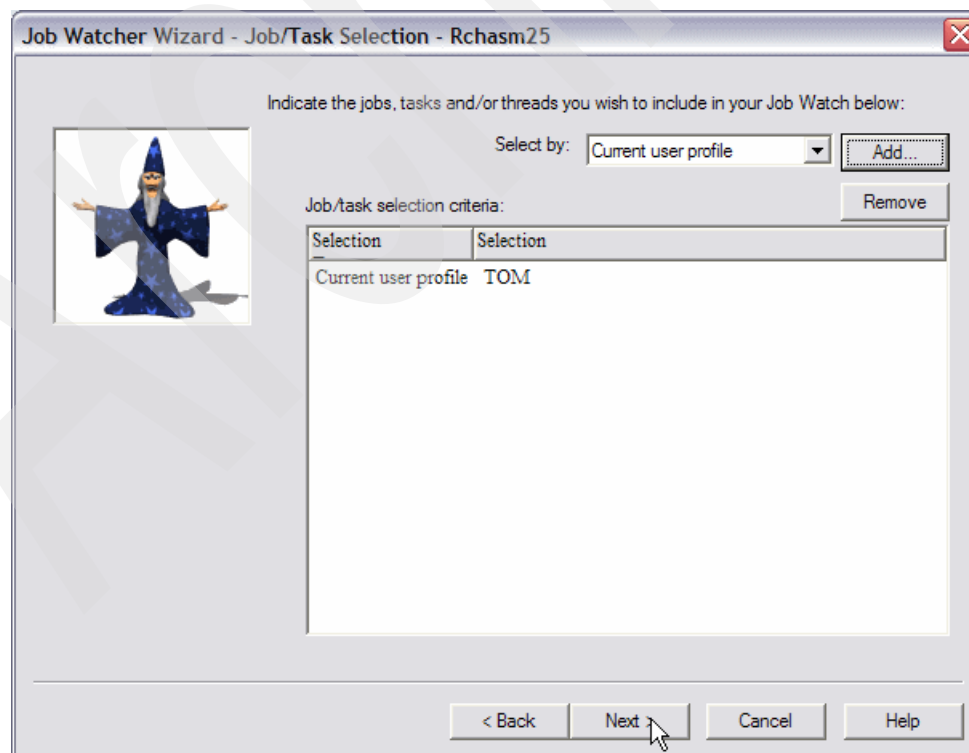 Job Watcher Wizard - Job/Task Selection - Rchasm25
Indicate the jobs, tasks and/or threads you wish to include in your Job Watch below:
Select by: Current user profile Add...
Remove
Job/task selection criteria:
Selection Selection
Current user profile TOM
< Back Next > Cancel Help